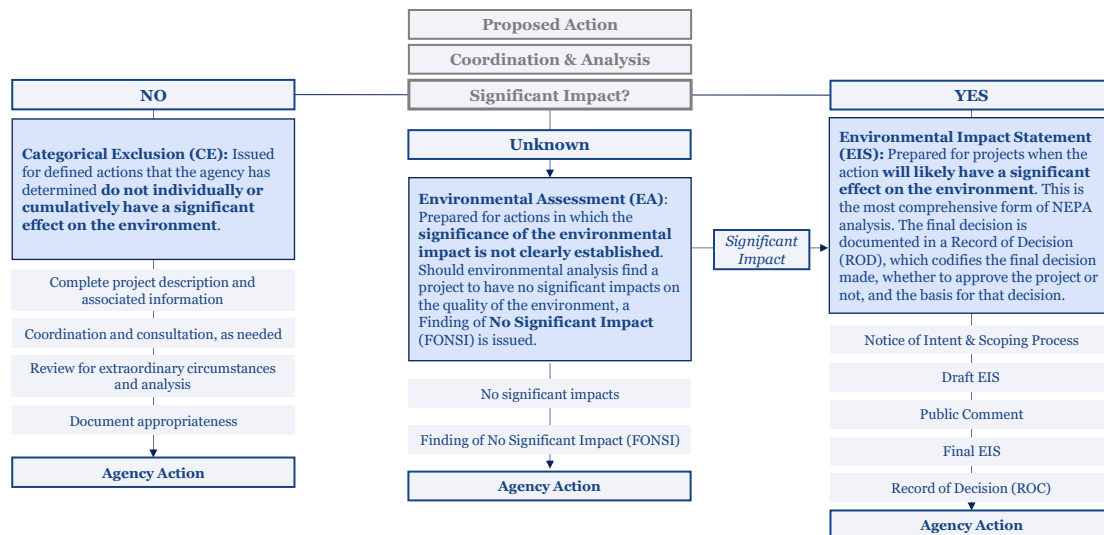 Proposed Action
Coordination & Analysis
Significant Impact?
NO
Categorical Exclusion (CE): Issued
for defined actions that the agency has
determined do not individually or
cumulatively have a significant
effect on the environment.
Complete project description and
associated information
Coordination and consultation, as needed
Review for extraordinary circumstances
and analysis
Document appropriateness
Agency Action
Unknown
Environmental Assessment (EA):
Prepared for actions in which the
significance of the environmental
impact is not clearly established.
Should environmental analysis find a
project to have no significant impacts on
the quality of the environment, a
Finding of No Significant Impact
(FONSI) is issued.
No significant impacts
Finding of No Significant Impact (FONSI)
Agency Action
Significant
Impact
YES
Environmental Impact Statement
(EIS): Prepared for projects when the
action will likely have a significant
effect on the environment. This is
the most comprehensive form of NEPA
analysis. The final decision is
documented in a Record of Decision
(ROD), which codifies the final decision
made, whether to approve the project or
not, and the basis for that decision.
Notice of Intent & Scoping Process
Draft EIS
Public Comment
Final EIS
Record of Decision (ROC)
Agency Action